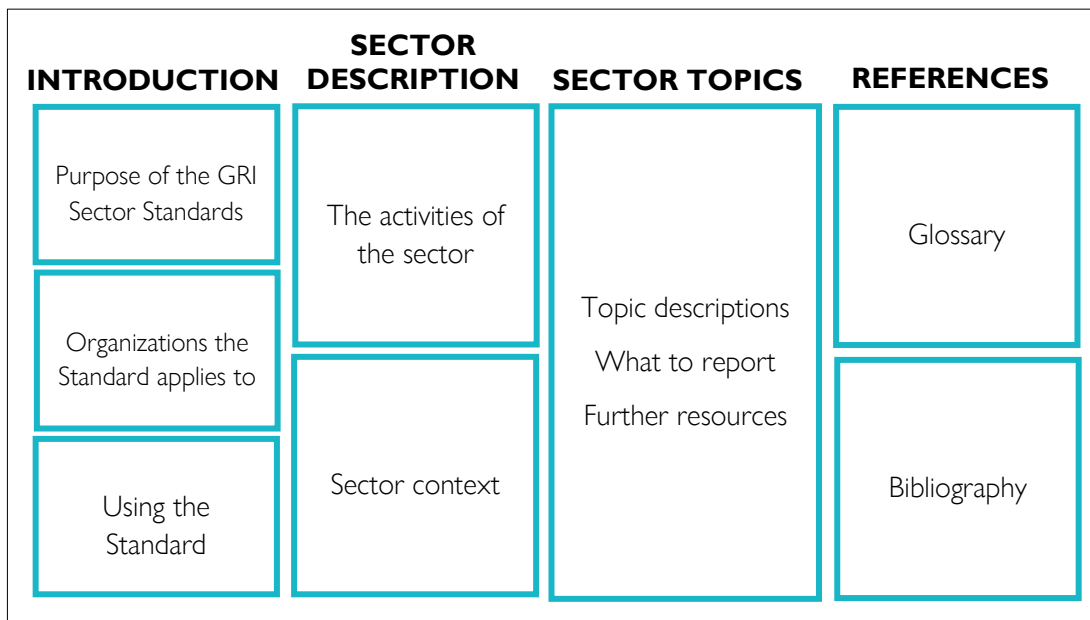 INTRODUCTION
Purpose of the GRI
Sector Standards
Organizations the
Standard applies to
Using the
Standard
SECTOR
DESCRIPTION
The activities of
the sector
Sector context
SECTOR TOPICS
Topic descriptions
What to report
Further resources
REFERENCES
Glossary
Bibliography